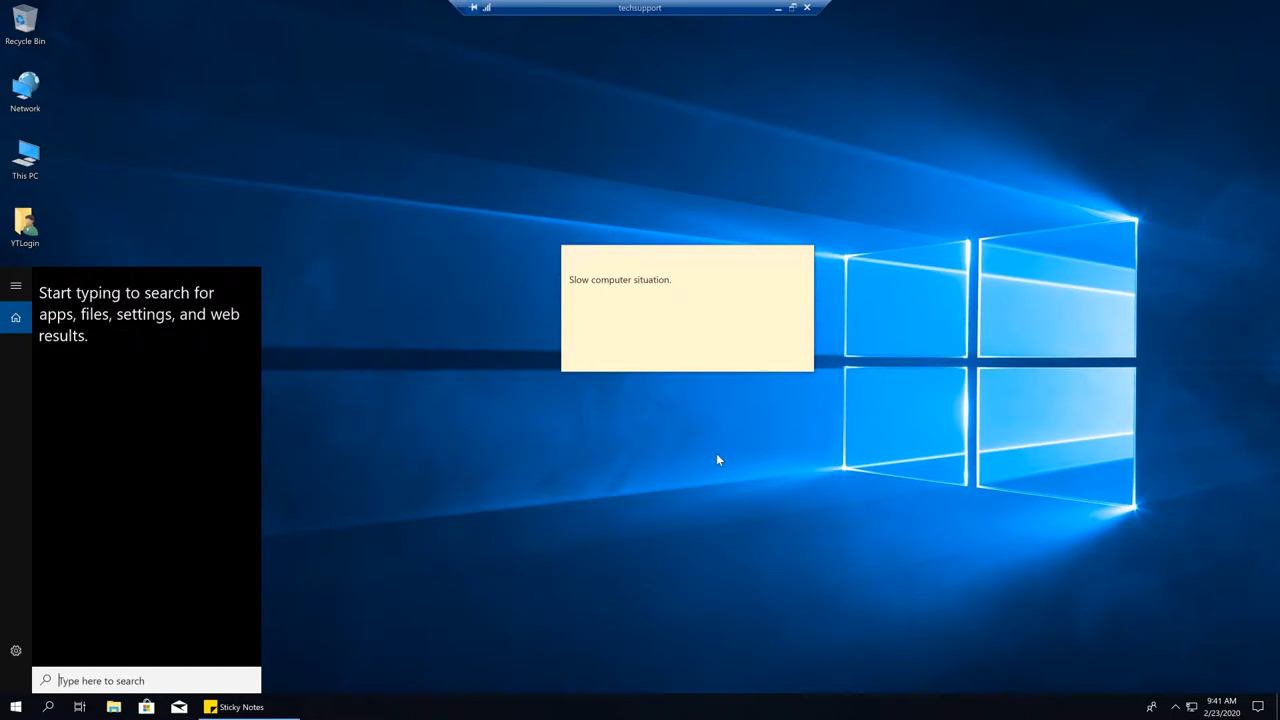 techsupport
Recycle Bin
Network
This PC
YTLogin
Start typing to search for
apps, files, settings, and web
results.
Slow computer situation.
Type here to search
Sticky Notes
9:41 AM
2/23/2020